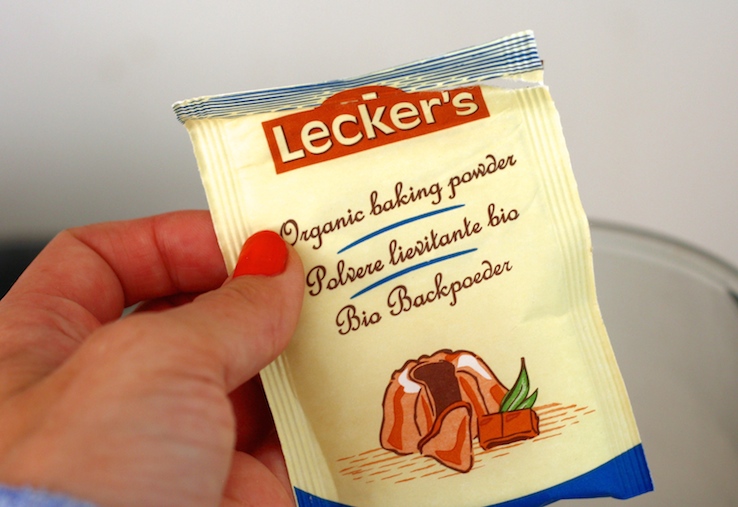 Lecker's
Organic baking powder
Polvere lievitante bio
Bio Backpoeder